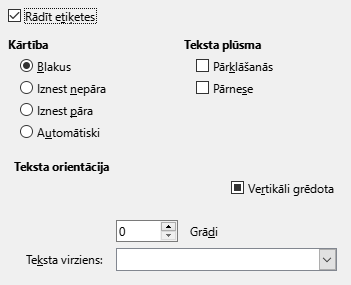 Rādīt etiķetes
Kārtība
Teksta plūsma
Blakus
Pārklāšanās
Iznest nepāra
Pārnese
Iznest pāra
Automātiski
Teksta orientācija
Vertikāli grēdota
0 Grādi
Teksta virziens: